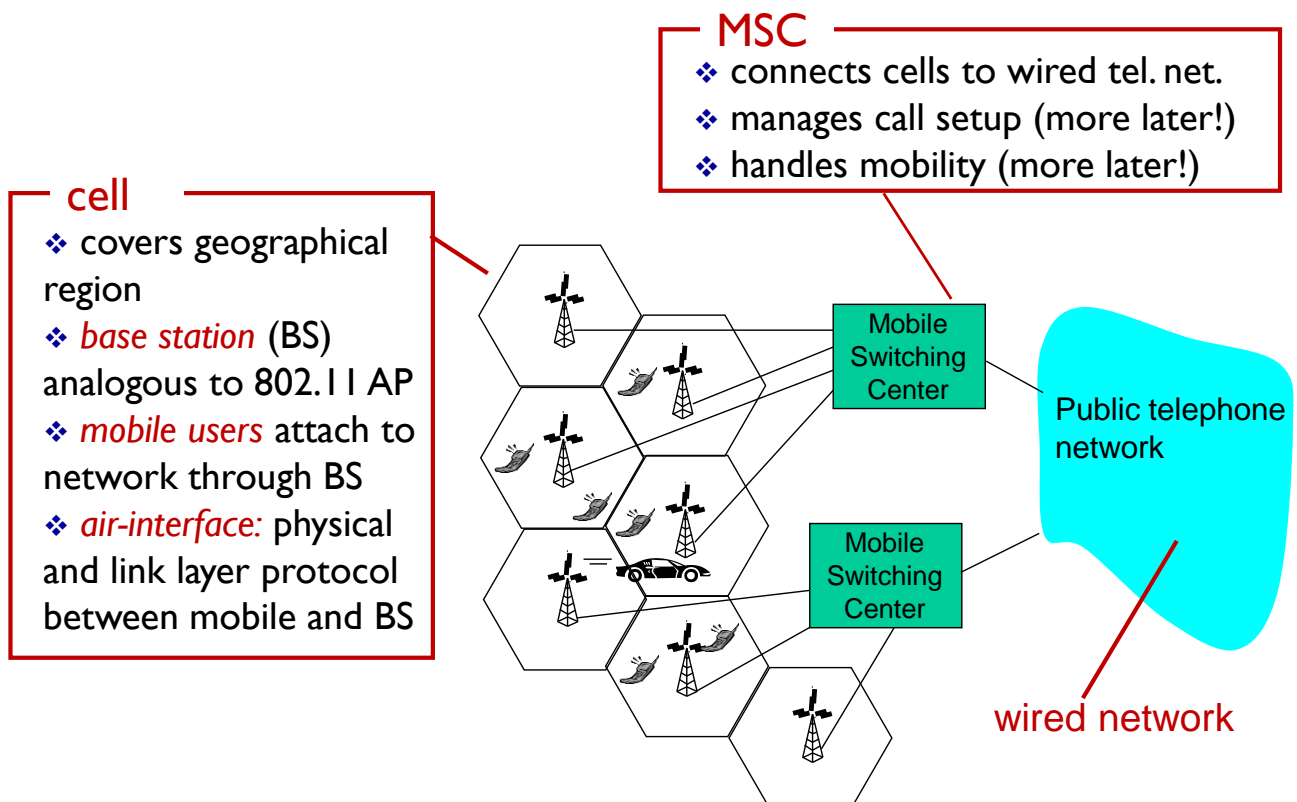 MSC
❖ connects cells to wired tel. net.
❖ manages call setup (more later!)
❖ handles mobility (more later!)
cell
❖ covers geographical
region
❖ base station (BS)
analogous to 802.11 AP
❖ mobile users attach to
network through BS
❖ air-interface: physical
and link layer protocol
between mobile and BS
Mobile
Switching
Center
Public telephone
network
Mobile
Switching
Center
wired network